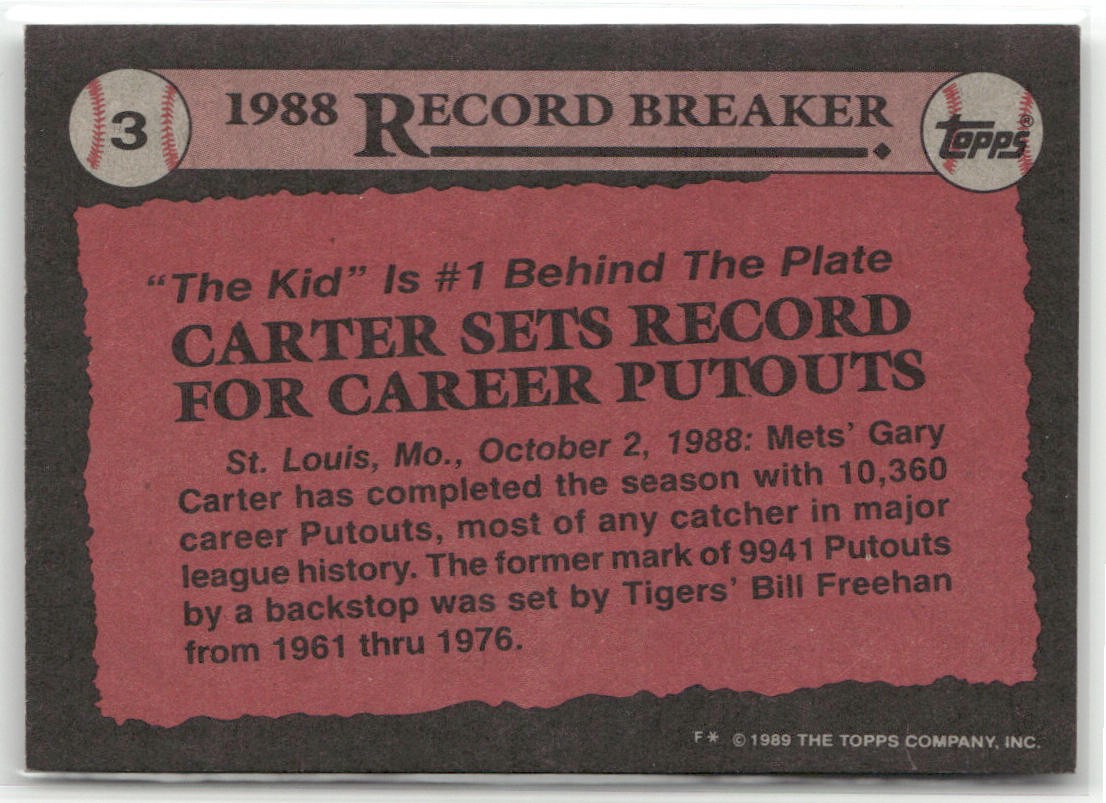 3
1988 RECORD BREAKER
topps®
“The Kid” Is #1 Behind The Plate
CARTER SETS RECORD
FOR CAREER PUTOUTS
St. Louis, Mo., October 2, 1988: Mets’ Gary
Carter has completed the season with 10,360
career Putouts, most of any catcher in major
league history. The former mark of 9941 Putouts
by a backstop was set by Tigers’ Bill Freehan
from 1961 thru 1976.
F* © 1989 THE TOPPS COMPANY, INC.